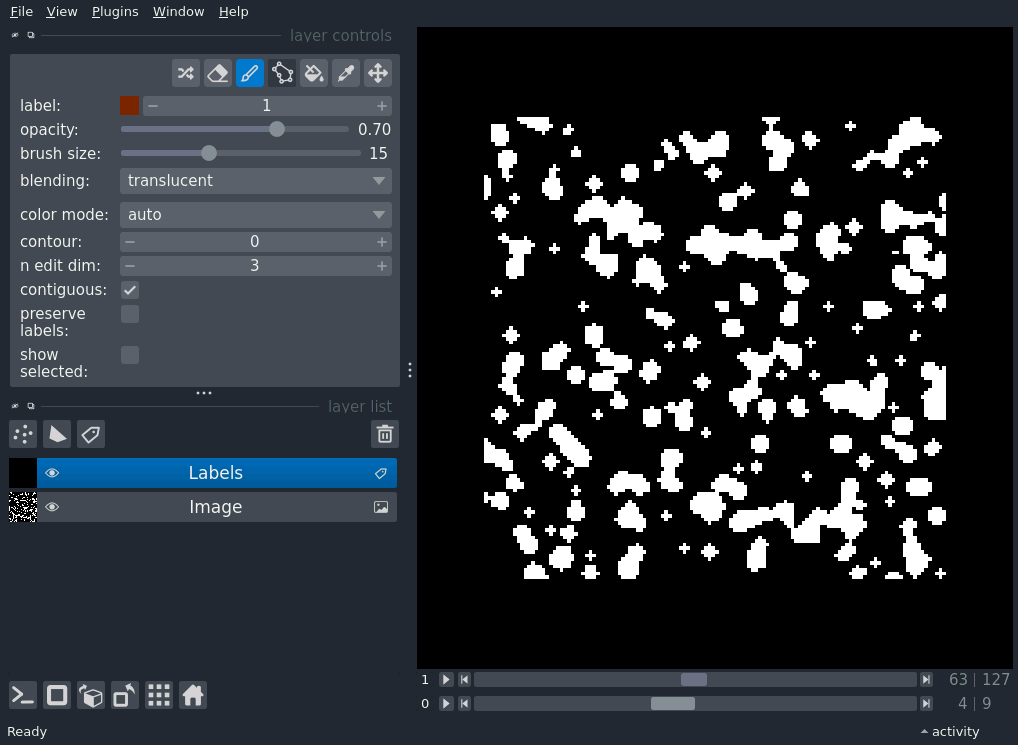 File View Plugins Window Help
layer controls
label: 1
opacity: 0.70
brush size: 15
blending: translucent
color mode: auto
contour: 0
n edit dim: 3
contiguous:
preserve
labels:
show
selected:
layer list
Labels
Image
1 63 | 127
0 4 | 9
Ready activity